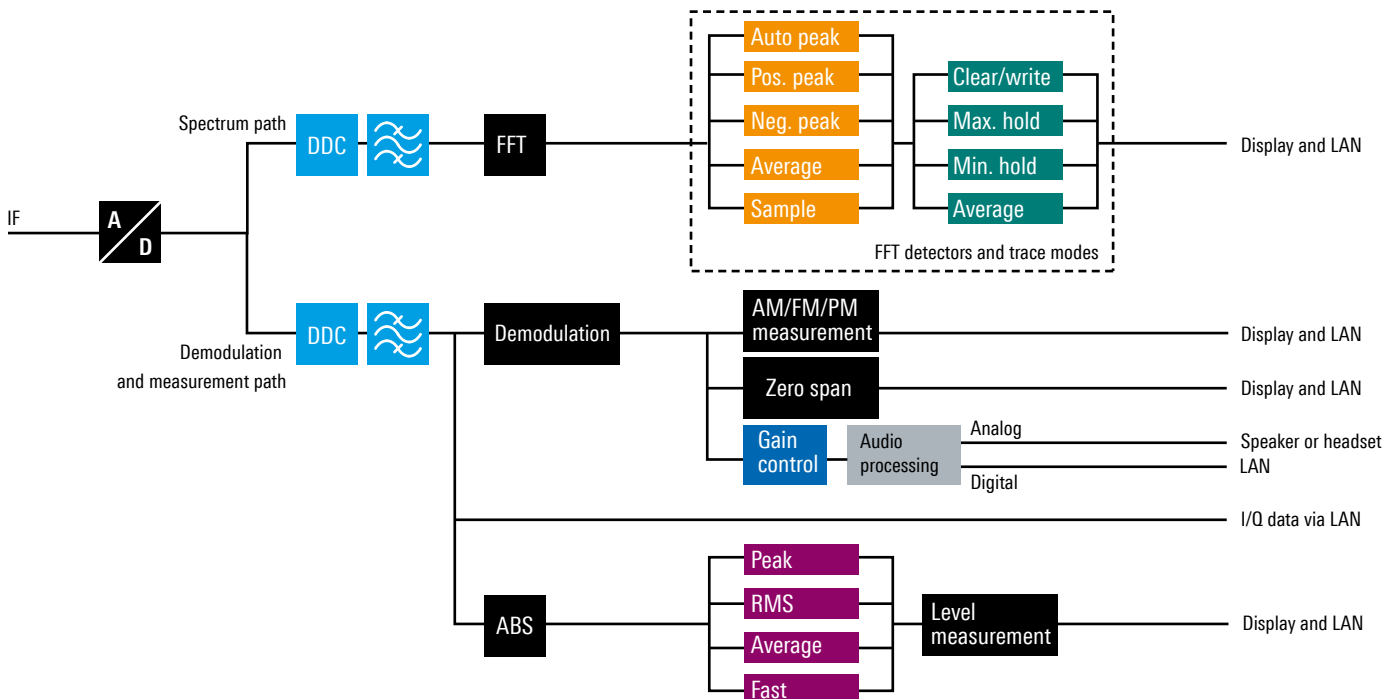 Auto peak
Pos. peak
Neg. peak
Average
Sample
Clear/write
Max. hold
Min. hold
Average
FFT detectors and trace modes
Spectrum path
DDC
FFT
Display and LAN
IF
A
D
DDC
Demodulation
and measurement path
Demodulation
AM/FM/PM
measurement
Display and LAN
Zero span
Display and LAN
Gain
control
Audio
processing
Analog
Speaker or headset
Digital
LAN
I/Q data via LAN
ABS
Peak
RMS
Average
Fast
Level
measurement
Display and LAN